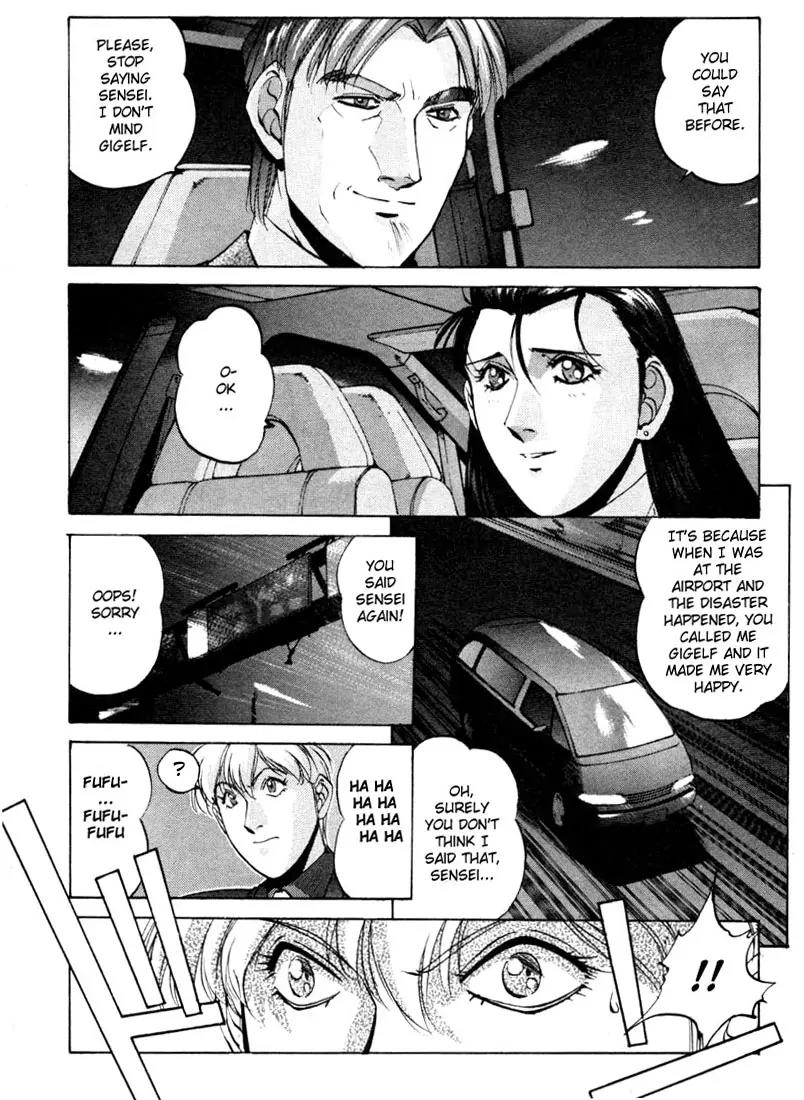 YOU
COULD
SAY
THAT
BEFORE.
PLEASE,
STOP
SAYING
SENSEI.
I DON'T
MIND
GIGELF.
O-
OK
...
IT'S BECAUSE
WHEN I WAS
AT THE
AIRPORT AND
THE DISASTER
HAPPENED, YOU
CALLED ME
GIGELF AND IT
MADE ME VERY
HAPPY.
OH,
SURELY
YOU DON'T
THINK I
SAID THAT,
SENSEI...
YOU
SAID
SENSEI
AGAIN!
OOPS!
SORRY
...
HA HA
HA HA
HA HA
HA HA
?
FUFU-
...
FUFU-
FUFU
!!